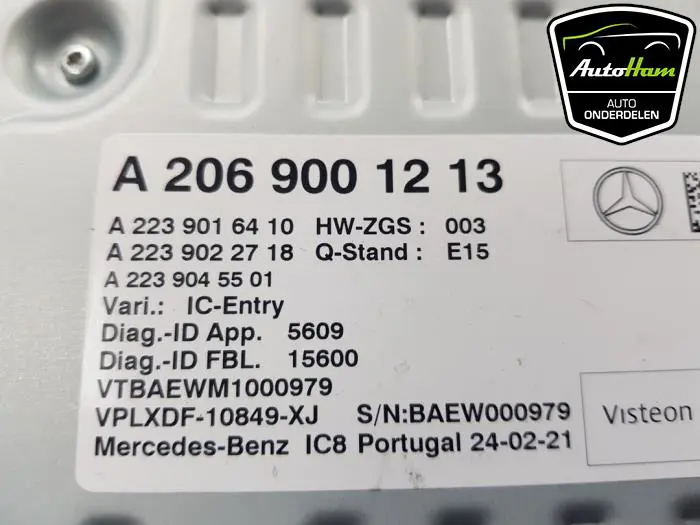 AutoHam
AUTO
ONDERDELEN
A 206 900 12 13
A 223 901 64 10 HW-ZGS : 003
A 223 902 27 18 Q-Stand : E15
A 223 904 55 01
Vari.: IC-Entry
Diag.-ID App. 5609
Diag.-ID FBL. 15600
VTBAEWM1000979
VPLXDF-10849-XJ S/N:BAEW000979
Visteon
Mercedes-Benz IC8 Portugal 24-02-21